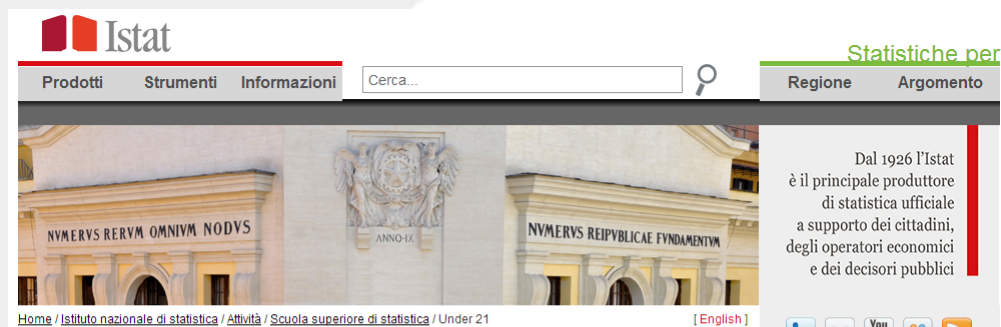 Istat
Statistiche per
Prodotti Strumenti Informazioni Cerca... Regione Argomento
NVMERVS RERVM OMNIVM NODVS
ANNO·IX
NVMERVS REIPVBLICAE FVNDAMENTVM
Dal 1926 l'Istat
è il principale produttore
di statistica ufficiale
a supporto dei cittadini,
degli operatori economici
e dei decisori pubblici
Home / Istituto nazionale di statistica / Attività / Scuola superiore di statistica / Under 21 [ English ]
You